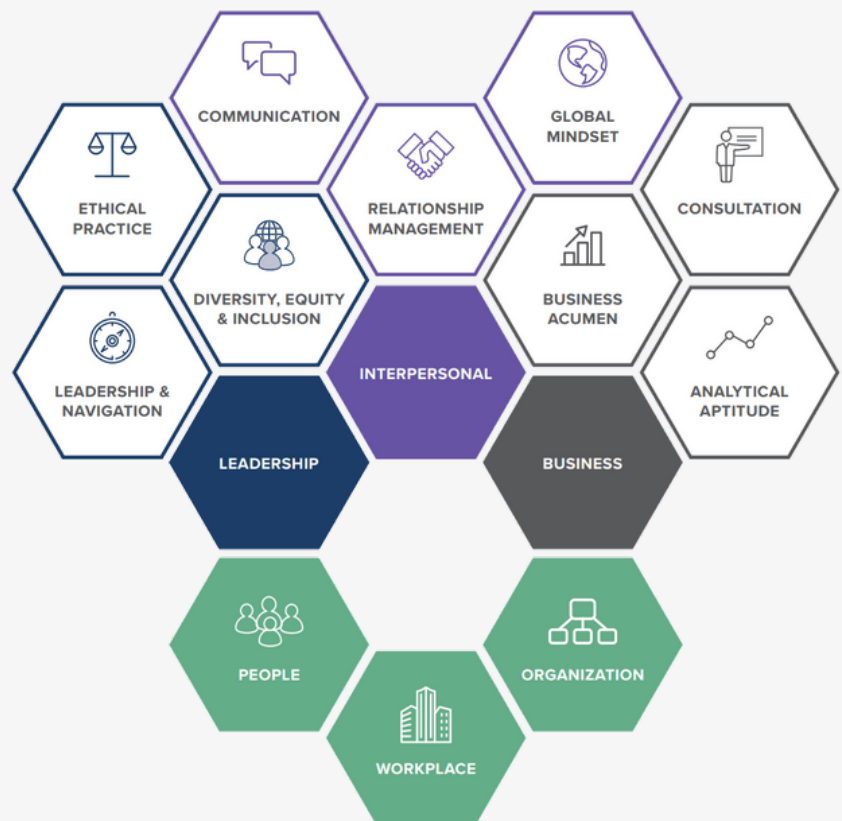 COMMUNICATION
GLOBAL
MINDSET
ETHICAL
PRACTICE
RELATIONSHIP
MANAGEMENT
CONSULTATION
DIVERSITY, EQUITY
& INCLUSION
BUSINESS
ACUMEN
LEADERSHIP &
NAVIGATION
INTERPERSONAL
ANALYTICAL
APTITUDE
LEADERSHIP
BUSINESS
PEOPLE
ORGANIZATION
WORKPLACE